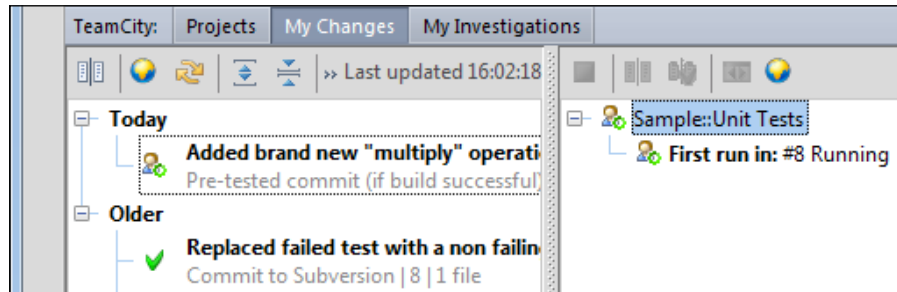 TeamCity: Projects My Changes My Investigations
» Last updated 16:02:18
Today
Added brand new "multiply"
Pre-tested commit (if build successful)
Older
Replaced failed test with a non
Commit to Subversion | 8 | 1 file
Sample::Unit Tests
First run in: #8 Running